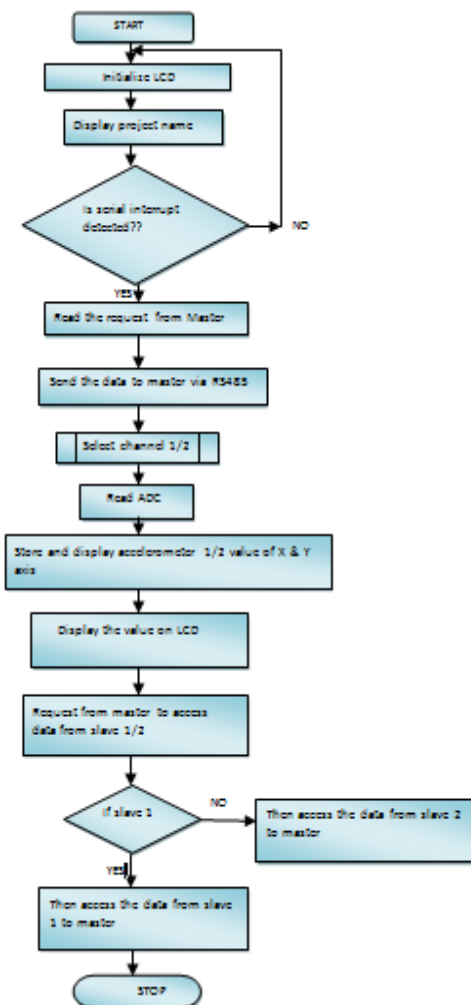 START
Initialise LCD
Display project name
Is serial interrupt
detected??
NO
YES
Read the request from Master
Send the data to master via RS485
Select channel 1/2
Read ADC
Store and display accelerometer 1/2 value of X & Y
axis
Display the value on LCD
Request from master to access
data from slave 1/2
If slave 1
NO
Then access the data from slave 2
to master
YES
Then access the data from slave
1 to master
STOP